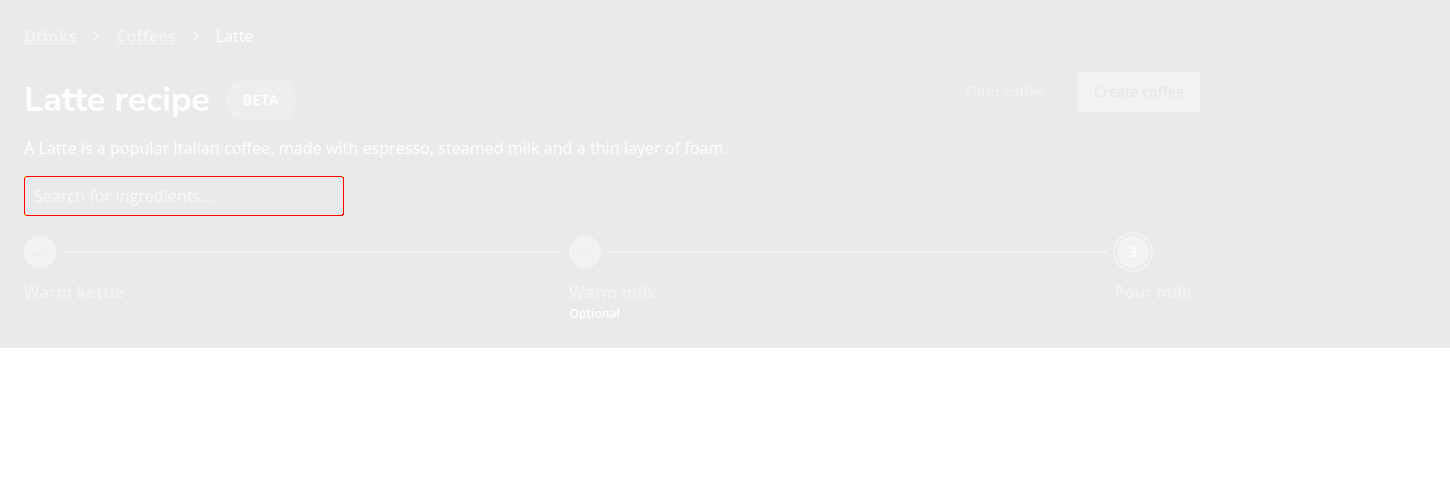 Drinks Coffees Latte
Latte recipe BETA
Filter coffee Create coffee
A Latte is a popular Italian coffee, made with espresso, steamed milk and a thin layer of foam.
Search for ingredients...
3
Warm kettle Warm milk Pour milk
Optional